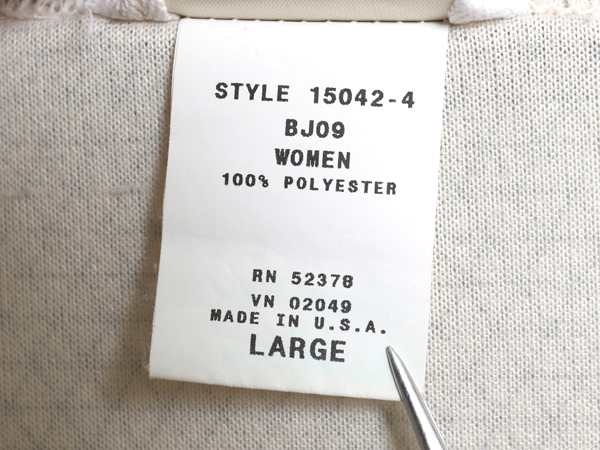 STYLE 15042-4
BJ09
WOMEN
100% POLYESTER
RN 52378
VN 02049
MADE IN U.S.A.
LARGE